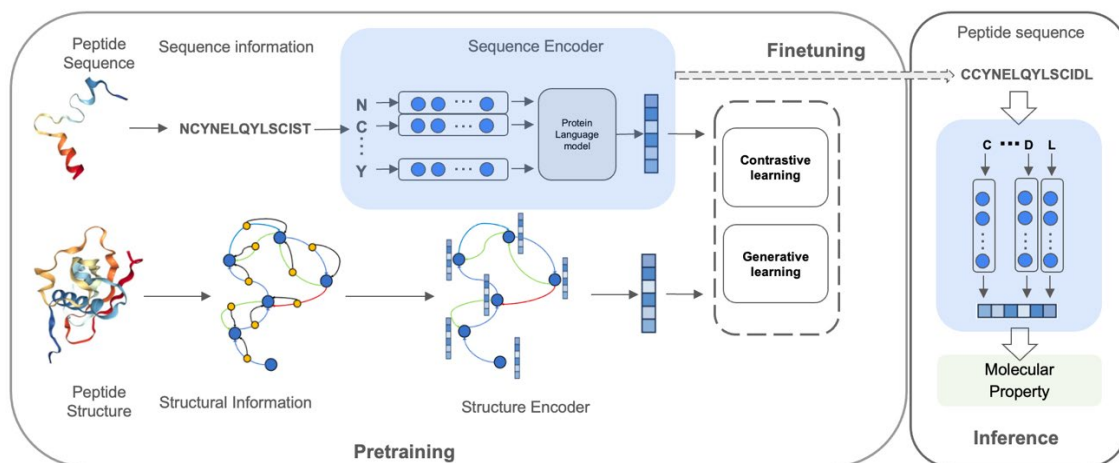 Peptide
Sequence
Sequence information
Sequence Encoder
Finetuning
NCYNELQYLSCIST
N
C
Y
Protein
Language
model
Contrastive
learning
Generative
learning
Peptide
Structure
Structural Information
Structure Encoder
Pretraining
Peptide sequence
CCYNELQYLSCIDL
C D L
Molecular
Property
Inference